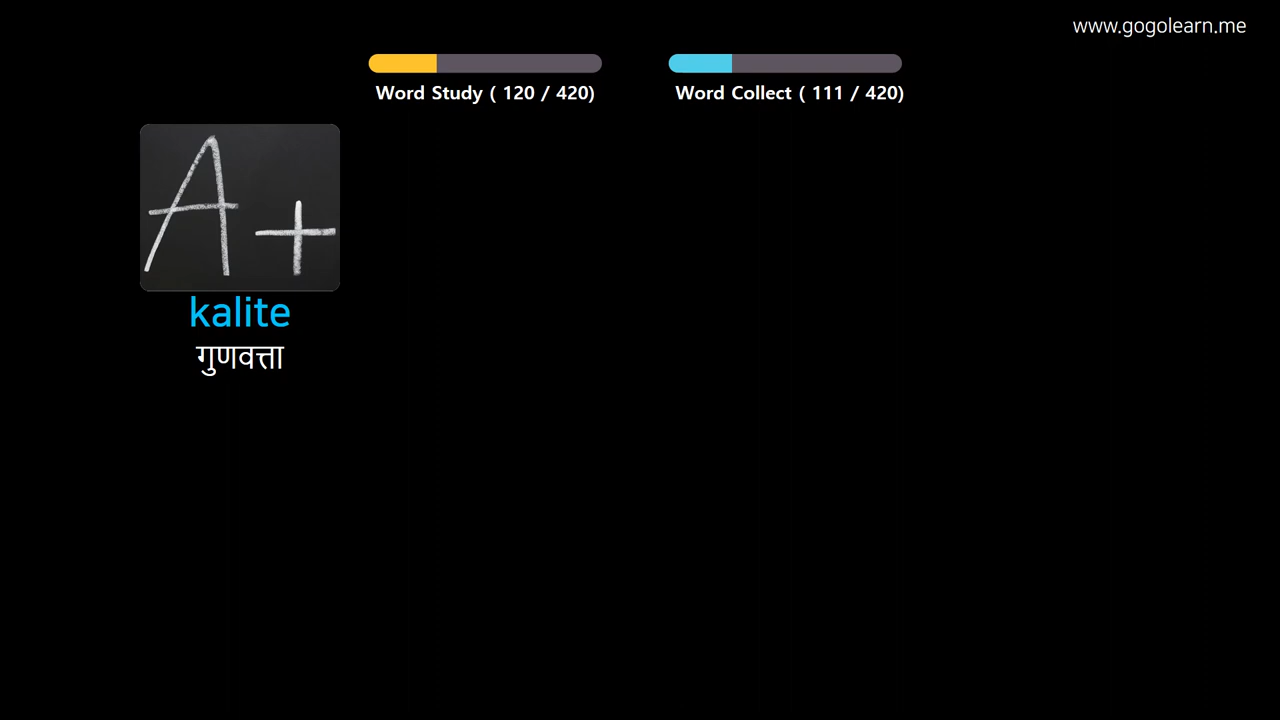 www.gogolearn.me
Word Study ( 120 / 420)
Word Collect ( 111 / 420)
A+
kalite
गुणवत्ता